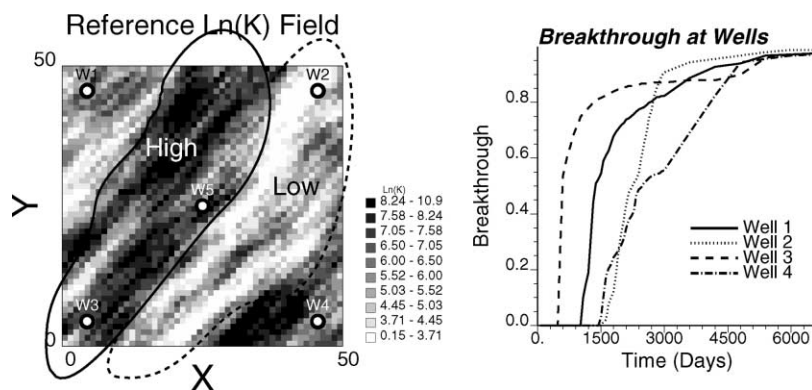 Reference Ln(K) Field
50
W1
W2
High
Low
W5
Y
W3
W4
0
0
50
X
Ln(K)
8.24 - 10.9
7.58 - 8.24
7.05 - 7.58
6.50 - 7.05
6.00 - 6.50
5.52 - 6.00
5.03 - 5.52
4.45 - 5.03
3.71 - 4.45
0.15 - 3.71
Breakthrough at Wells
Breakthrough
0.8
0.6
0.4
0.2
0.0
Well 1
Well 2
Well 3
Well 4
0.
1500
3000
4500
6000
Time (Days)